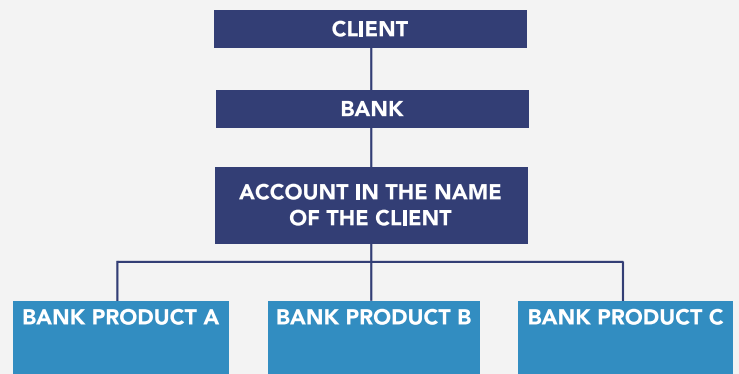 CLIENT
BANK
ACCOUNT IN THE NAME
OF THE CLIENT
BANK PRODUCT A
BANK PRODUCT B
BANK PRODUCT C